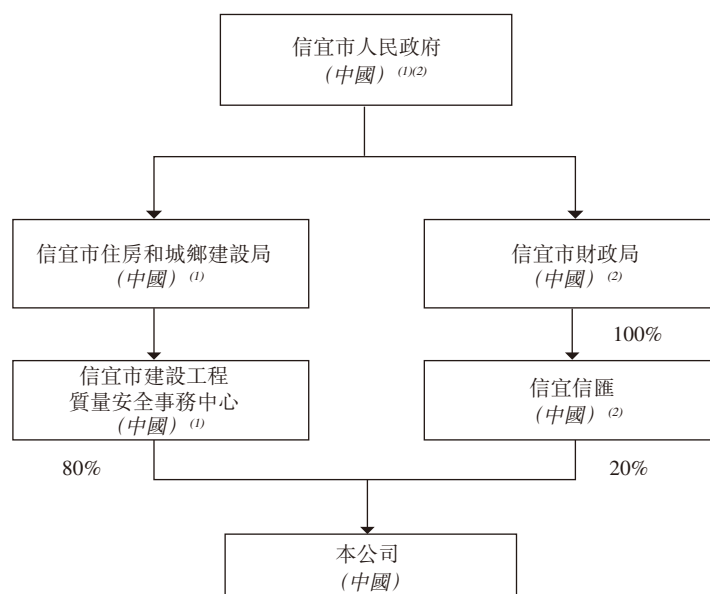 信宜市人民政府
（中國）(1)(2)
信宜市住房和城鄉建設局
（中國）(1)
信宜市財政局
（中國）(2)
100%
信宜市建設工程
質量安全事務中心
（中國）(1)
信宜信匯
（中國）(2)
80%
20%
本公司
（中國）